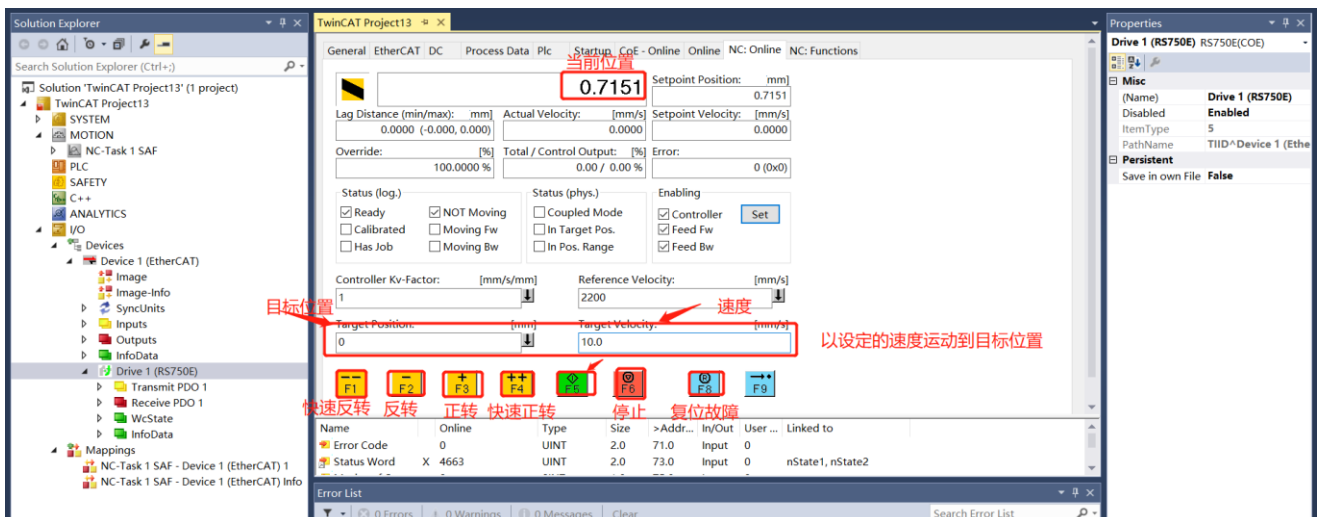 Solution Explorer
Search Solution Explorer (Ctrl+;)
Solution 'TwinCAT Project13' (1 project)
TwinCAT Project13
SYSTEM
MOTION
NC-Task 1 SAF
PLC
SAFETY
C++
ANALYTICS
I/O
Devices
Device 1 (EtherCAT)
Image
Image-Info
SyncUnits
Inputs
Outputs
InfoData
Drive 1 (RS750E)
Transmit PDO 1
Receive PDO 1
WcState
InfoData
Mappings
NC-Task 1 SAF - Device 1 (EtherCAT) 1
NC-Task 1 SAF - Device 1 (EtherCAT) Info
TwinCAT Project13
General EtherCAT DC Process Data Plc Startup CoE - Online Online NC: Online NC: Functions
当前位置
0.7151
Setpoint Position: mm]
0.7151
Lag Distance (min/max): mm] Actual Velocity: [mm/s] Setpoint Velocity: [mm/s]
0.0000 (-0.000, 0.000) 0.0000 0.0000
Override: [%] Total / Control Output: [%] Error:
100.0000 % 0.00 / 0.00 % 0 (0x0)
Status (log.) Status (phys.) Enabling
Ready NOT Moving Coupled Mode Controller Set
Calibrated Moving Fw In Target Pos. Feed Fw
Has Job Moving Bw In Pos. Range Feed Bw
Controller Kv-Factor: [mm/s/mm] Reference Velocity: [mm/s]
1 2200
目标位置 速度
Target Position: [mm] Target Velocity: [mm/s]
0 10.0
以设定的速度运动到目标位置
-- F1 - F2 + F3 ++ F4 F5 F6 ® F8 F9
快速反转 反转 正转 快速正转 停止 复位故障
Name Online Type Size >Addr... In/Out User ... Linked to
Error Code 0 UINT 2.0 71.0 Input 0
Status Word X 4663 UINT 2.0 73.0 Input 0 nState1, nState2
Error List
0 Errors 0 Warnings 0 Messages Clear Search Error List
Properties
Drive 1 (RS750E) RS750E(COE)
Misc
(Name) Drive 1 (RS750E)
Disabled Enabled
ItemType 5
PathName TIID^Device 1 (Ethe
Persistent
Save in own File False